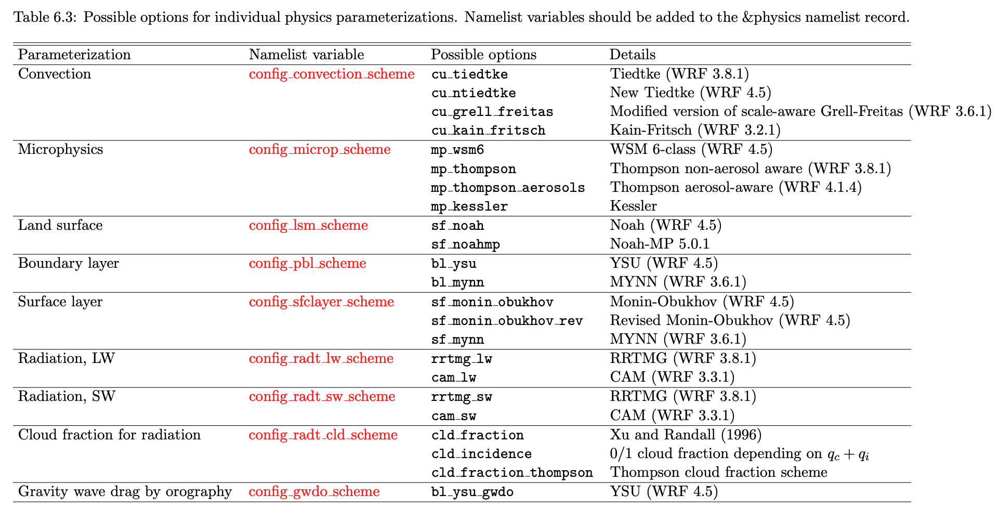 Table 6.3: Possible options for individual physics parameterizations. Namelist variables should be added to the &physics namelist record.
Parameterization Namelist variable Possible options Details
Convection config_convection_scheme cu_tiedtke Tiedtke (WRF 3.8.1)
cu_ntiedtke New Tiedtke (WRF 4.5)
cu_grell_freitas Modified version of scale-aware Grell-Freitas (WRF 3.6.1)
cu_kain_fritsch Kain-Fritsch (WRF 3.2.1)
Microphysics config_microp_scheme mp_wsm6 WSM 6-class (WRF 4.5)
mp_thompson Thompson non-aerosol aware (WRF 3.8.1)
mp_thompson_aerosols Thompson aerosol-aware (WRF 4.1.4)
mp_kessler Kessler
Land surface config_lsm_scheme sf_noah Noah (WRF 4.5)
sf_noahmp Noah-MP 5.0.1
Boundary layer config_pbl_scheme bl_ysu YSU (WRF 4.5)
bl_mynn MYNN (WRF 3.6.1)
Surface layer config_sfclayer_scheme sf_monin_obukhov Monin-Obukhov (WRF 4.5)
sf_monin_obukhov_rev Revised Monin-Obukhov (WRF 4.5)
sf_mynn MYNN (WRF 3.6.1)
Radiation, LW config_radt_lw_scheme rrtmg_lw RRTMG (WRF 3.8.1)
cam_lw CAM (WRF 3.3.1)
Radiation, SW config_radt_sw_scheme rrtmg_sw RRTMG (WRF 3.8.1)
cam_sw CAM (WRF 3.3.1)
Cloud fraction for radiation config_radt_cld_scheme cld_fraction Xu and Randall (1996)
cld_incidence 0/1 cloud fraction depending on q_c + q_i
cld_fraction_thompson Thompson cloud fraction scheme
Gravity wave drag by orography config_gwdo_scheme bl_ysu_gwdo YSU (WRF 4.5)